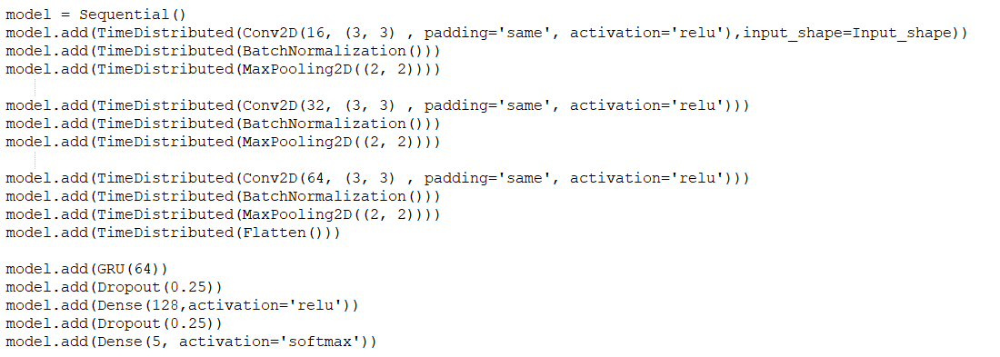 model = Sequential()
model.add(TimeDistributed(Conv2D(16, (3, 3) , padding='same', activation='relu'),input_shape=Input_shape))
model.add(TimeDistributed(BatchNormalization()))
model.add(TimeDistributed(MaxPooling2D((2, 2))))
model.add(TimeDistributed(Conv2D(32, (3, 3) , padding='same', activation='relu')))
model.add(TimeDistributed(BatchNormalization()))
model.add(TimeDistributed(MaxPooling2D((2, 2))))
model.add(TimeDistributed(Conv2D(64, (3, 3) , padding='same', activation='relu')))
model.add(TimeDistributed(BatchNormalization()))
model.add(TimeDistributed(MaxPooling2D((2, 2))))
model.add(TimeDistributed(Flatten()))
model.add(GRU(64))
model.add(Dropout(0.25))
model.add(Dense(128,activation='relu'))
model.add(Dropout(0.25))
model.add(Dense(5, activation='softmax'))